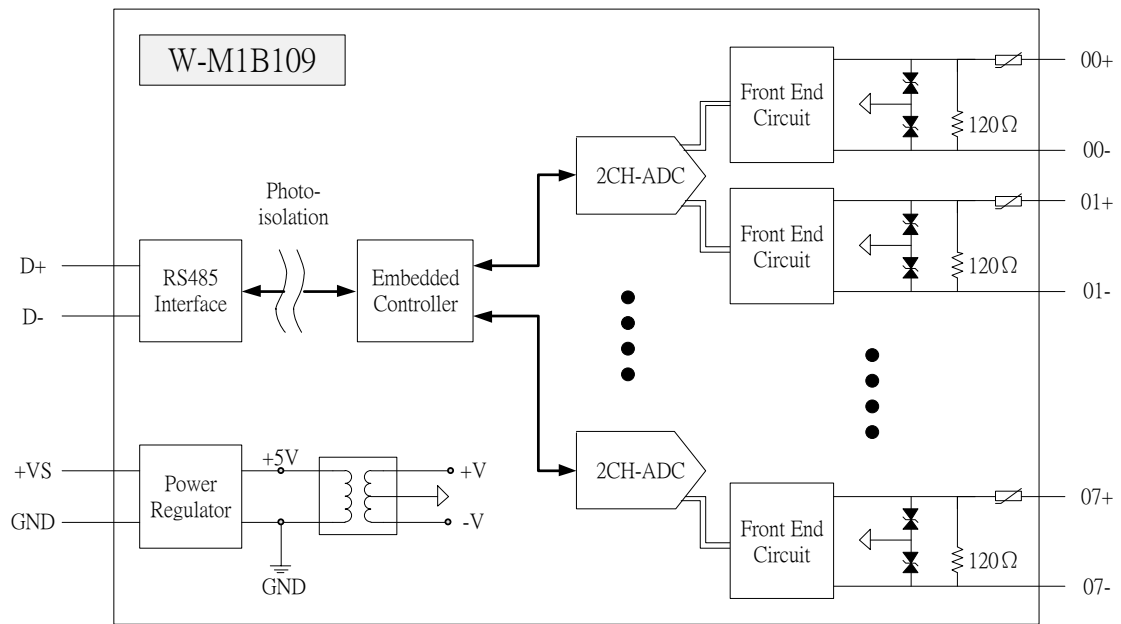 W-M1B109
Front End
Circuit
00+
120Ω
00-
2CH-ADC
Front End
Circuit
01+
120Ω
01-
Photo-
isolation
D+
D-
RS485
Interface
Embedded
Controller
+VS
GND
Power
Regulator
+5V
GND
+V
-V
2CH-ADC
Front End
Circuit
07+
120Ω
07-